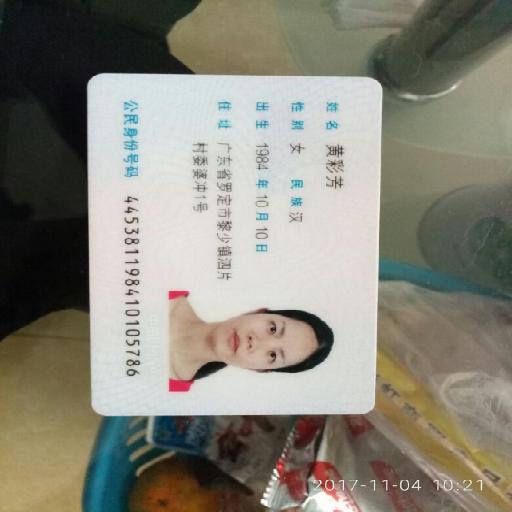 姓名 黄彩芳
性别 女 民族 汉
出生 1984 年 10 月 10 日
住址 广东省罗定市黎少镇泗片
村委婆冲1号
公民身份号码 445381198410105786
2017-11-04 10:21